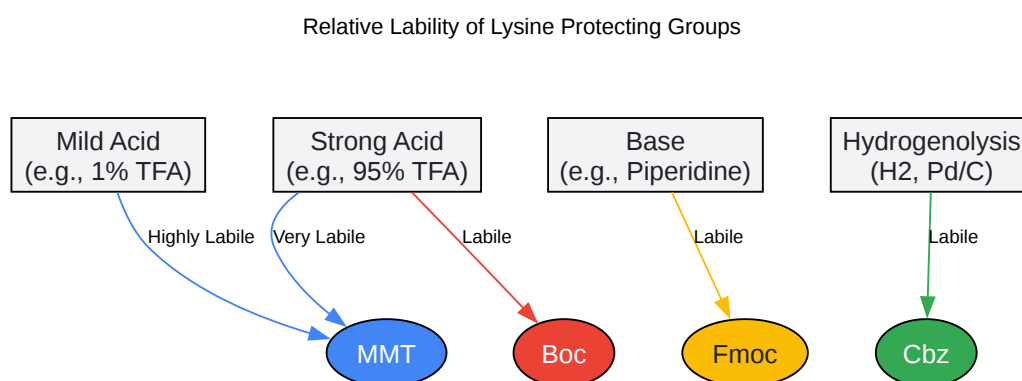 Relative Lability of Lysine Protecting Groups
Mild Acid
(e.g., 1% TFA)
Strong Acid
(e.g., 95% TFA)
Base
(e.g., Piperidine)
Hydrogenolysis
(H2, Pd/C)
Highly Labile
Very Labile
Labile
Labile
Labile
MMT
Boc
Fmoc
Cbz